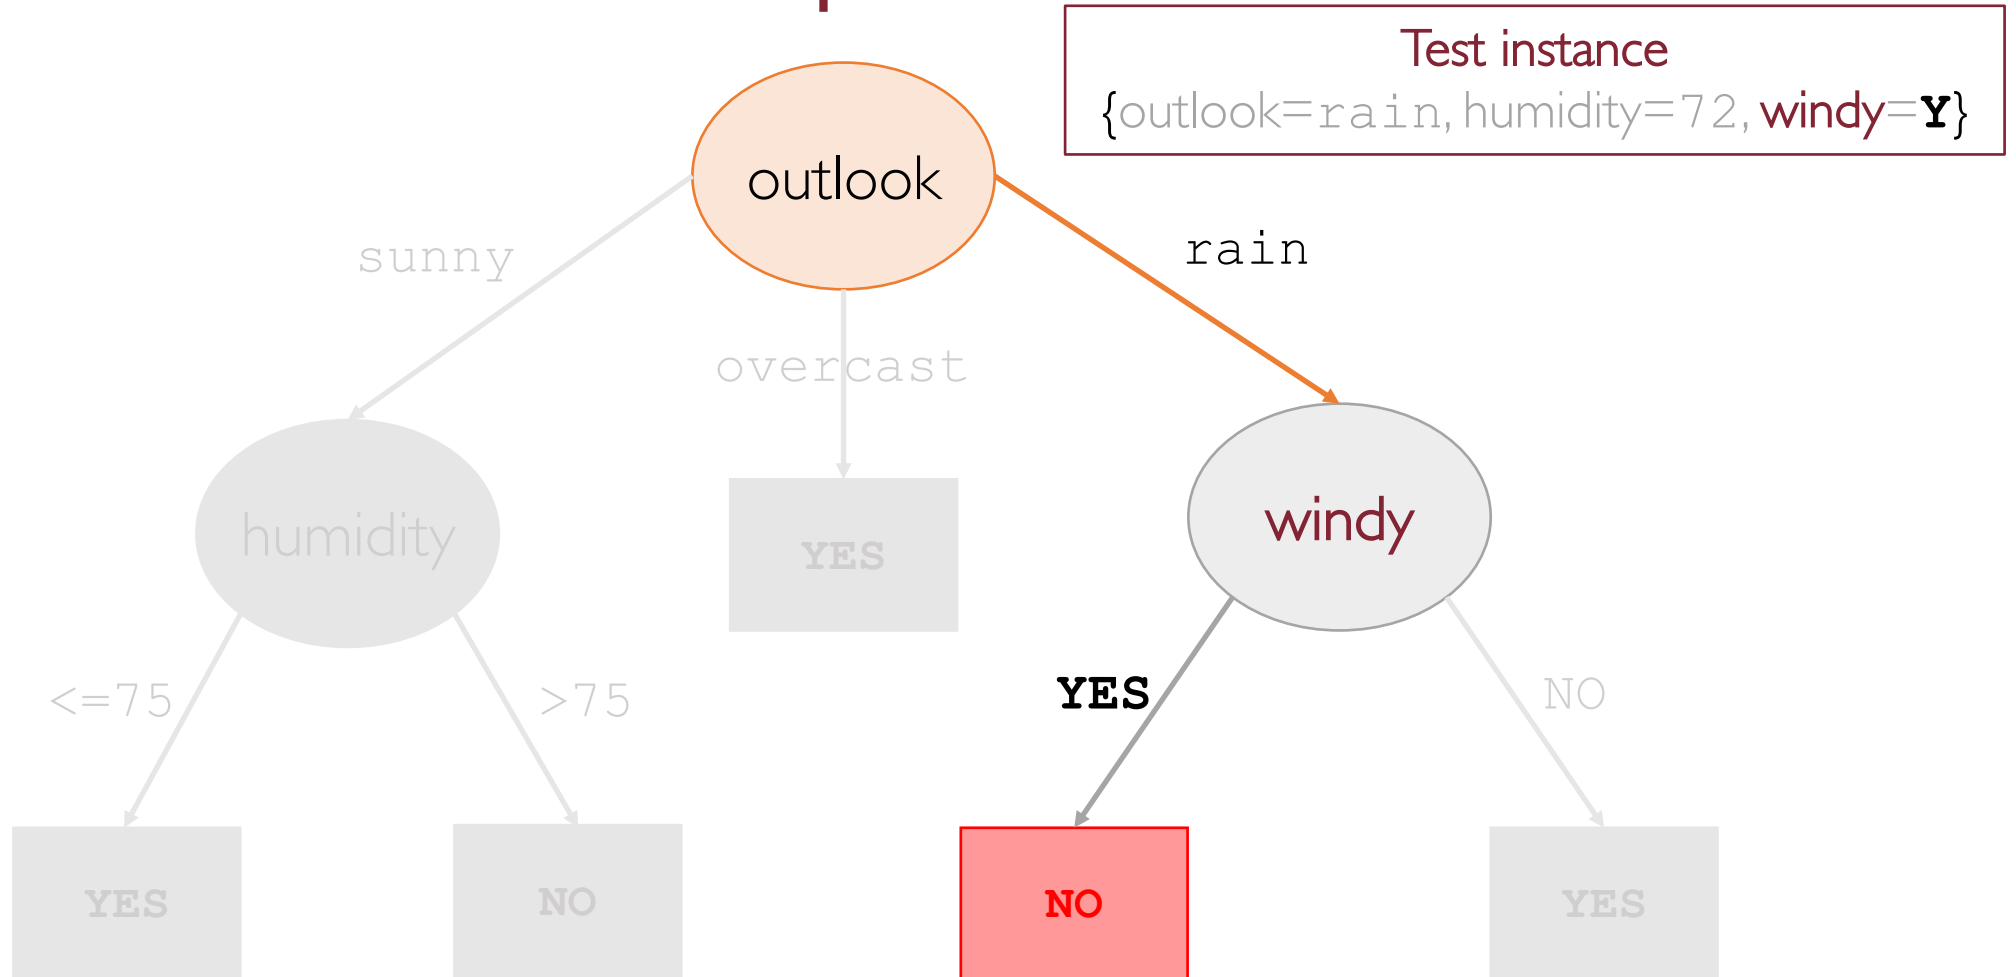 Test instance
{outlook=rain, humidity=72, windy=Y}
outlook
sunny
rain
overcast
humidity
YES
windy
<=75
>75
YES
NO
YES
NO
NO
YES